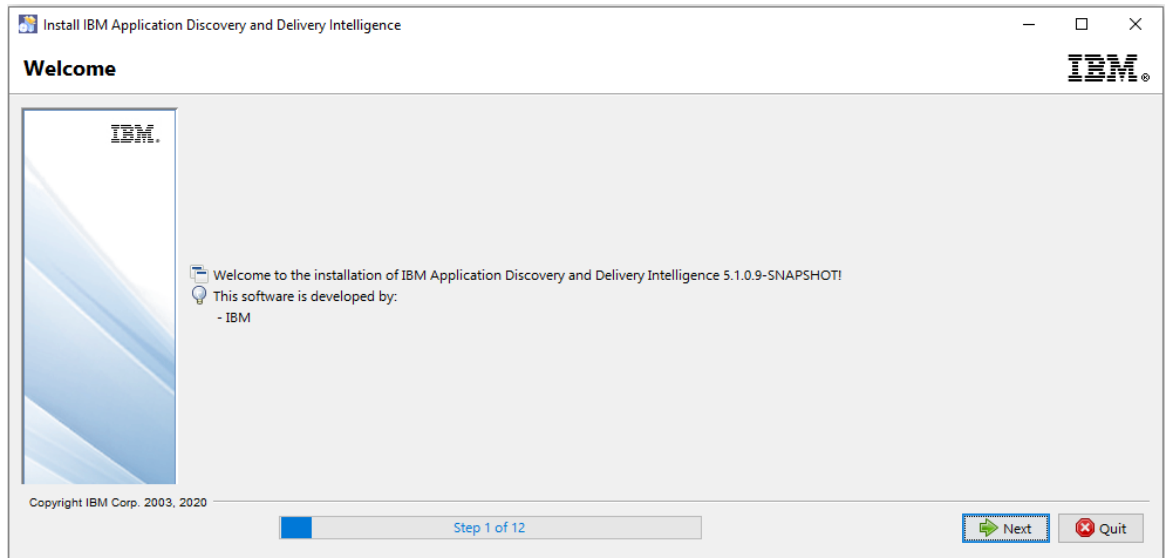 Install IBM Application Discovery and Delivery Intelligence
Welcome
IBM®
IBM.
Welcome to the installation of IBM Application Discovery and Delivery Intelligence 5.1.0.9-SNAPSHOT!
This software is developed by:
- IBM
Copyright IBM Corp. 2003, 2020
Step 1 of 12
Next
Quit